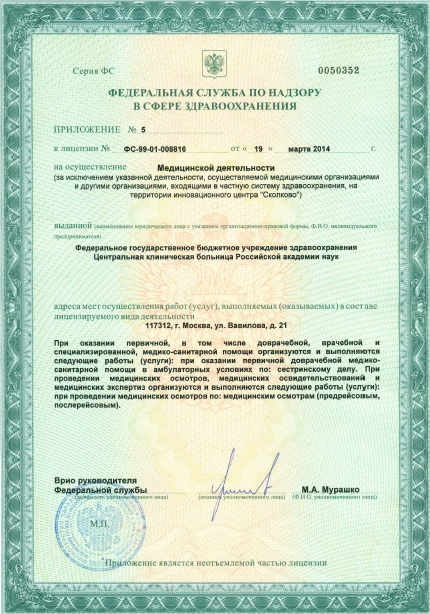 Серия ФС 0050352
ФЕДЕРАЛЬНАЯ СЛУЖБА ПО НАДЗОРУ
В СФЕРЕ ЗДРАВООХРАНЕНИЯ
ПРИЛОЖЕНИЕ № 5
к лицензии № ФС-99-01-008816 от « 19 » марта 2014 г.
на осуществление Медицинской деятельности
(за исключением указанной деятельности, осуществляемой медицинскими организациями
и другими организациями, входящими в частную систему здравоохранения, на
территории инновационного центра "Сколково")
выданной (наименование юридического лица с указанием организационно-правовой формы, Ф.И.О. индивидуального
предпринимателя)
Федеральное государственное бюджетное учреждение здравоохранения
Центральная клиническая больница Российской академии наук
адреса мест осуществления работ (услуг), выполняемых (оказываемых) в составе
лицензируемого вида деятельности
117312, г. Москва, ул. Вавилова, д. 21
При оказании первичной, в том числе доврачебной, врачебной и
специализированной, медико-санитарной помощи организуются и выполняются
следующие работы (услуги): при оказании первичной доврачебной медико-
санитарной помощи в амбулаторных условиях по: сестринскому делу. При
проведении медицинских осмотров, медицинских освидетельствований и
медицинских экспертиз организуются и выполняются следующие работы (услуги):
при проведении медицинских осмотров по: медицинским осмотрам (предрейсовым,
послерейсовым).
Врио руководителя
Федеральной службы М.А. Мурашко
(должность уполномоченного лица) (подпись уполномоченного лица) (Ф.И.О. уполномоченного лица)
М.П.
Приложение является неотъемлемой частью лицензии